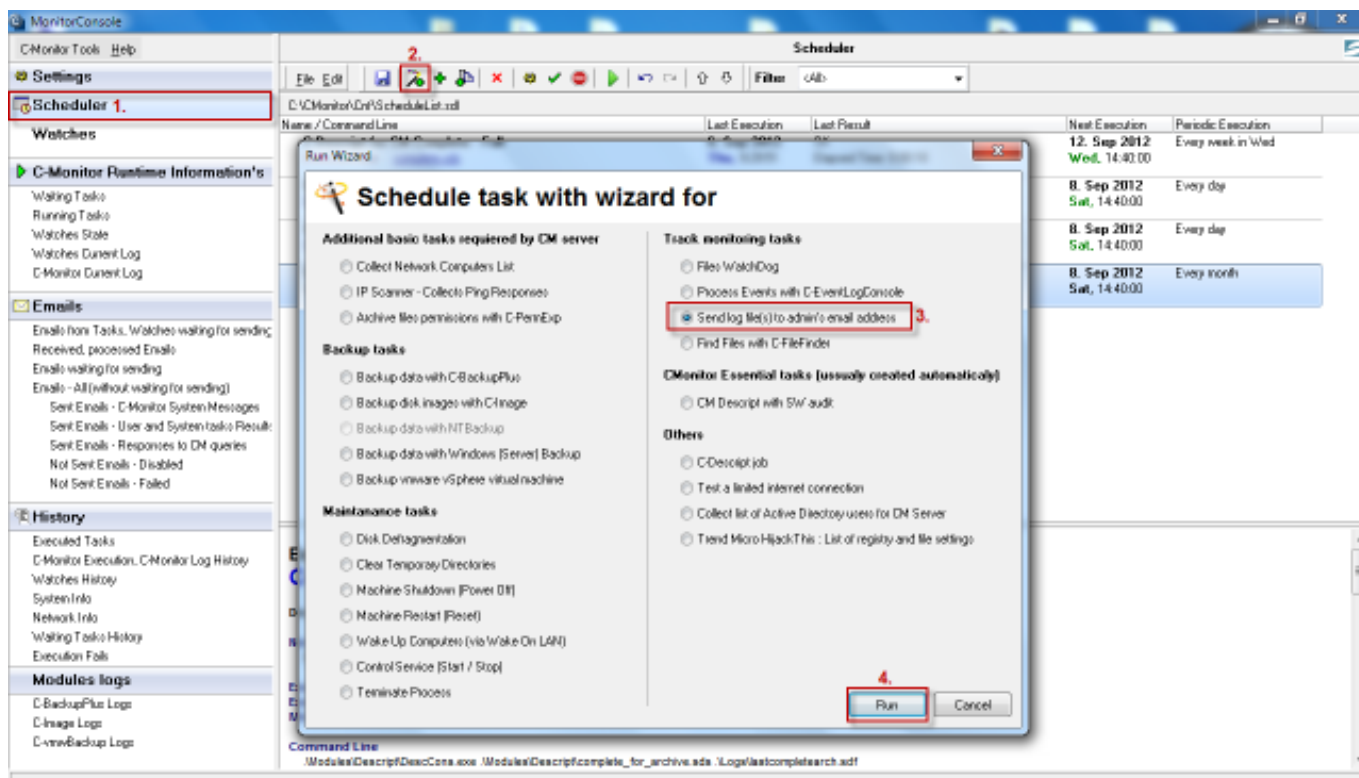 MonitorConsole
C-Monitor Tools Help
Settings
Scheduler 1.
Watches
C-Monitor Runtime Information's
Waiting Tasks
Running Tasks
Watches State
Watches Current Log
C-Monitor Current Log
Emails
Emails from Tasks, Watches waiting for sending
Received, processed Emails
Emails waiting for sending
Emails - All (without waiting for sending)
Sent Emails - C-Monitor System Messages
Sent Emails - User and System tasks Results
Sent Emails - Responses to CM queries
Not Sent Emails - Disabled
Not Sent Emails - Failed
History
Executed Tasks
C-Monitor Execution, C-Monitor Log History
Watches History
System Info
Network Info
Waiting Tasks History
Execution Fails
Modules logs
C-BackupPlus Logs
C-Image Logs
C-vmwBackup Logs
Scheduler
2.
File Edit
Filter <All>
C:\CMonitor\Cnf\ScheduleList.sdl
Name / Command Line Last Execution Last Result Next Execution Periodic Execution
12. Sep 2012 Every week in Wed
Wed, 14:40:00
8. Sep 2012 Every day
Sat, 14:40:00
8. Sep 2012 Every day
Sat, 14:40:00
8. Sep 2012 Every month
Sat, 14:40:00
Run Wizard
Schedule task with wizard for
Additional basic tasks requiered by CM server
Collect Network Computers List
IP Scanner - Collects Ping Responses
Archive files permissions with C-PermExp
Backup tasks
Backup data with C-BackupPlus
Backup disk images with C-Image
Backup data with NT Backup
Backup data with Windows (Server) Backup
Backup vmware vSphere virtual machine
Maintanance tasks
Disk Defragmentation
Clear Temporary Directories
Machine Shutdown (Power Off)
Machine Restart (Reset)
Wake Up Computers (via Wake On LAN)
Control Service (Start / Stop)
Terminate Process
Track monitoring tasks
Files WatchDog
Process Events with C-EventLogConsole
Send log file(s) to admin's email address 3.
Find Files with C-FileFinder
CMonitor Essential tasks (ussualy created automaticaly)
CM Descript with SW audit
Others
C-Descript job
Test a limited internet connection
Collect list of Active Directory users for CM Server
Trend Micro HijackThis : List of registry and file settings
4.
Run Cancel
Command Line
.\Modules\Descript\DescCons.exe .\Modules\Descript\complete_for_archive.ads .\Logs\lastcompletearch.adf